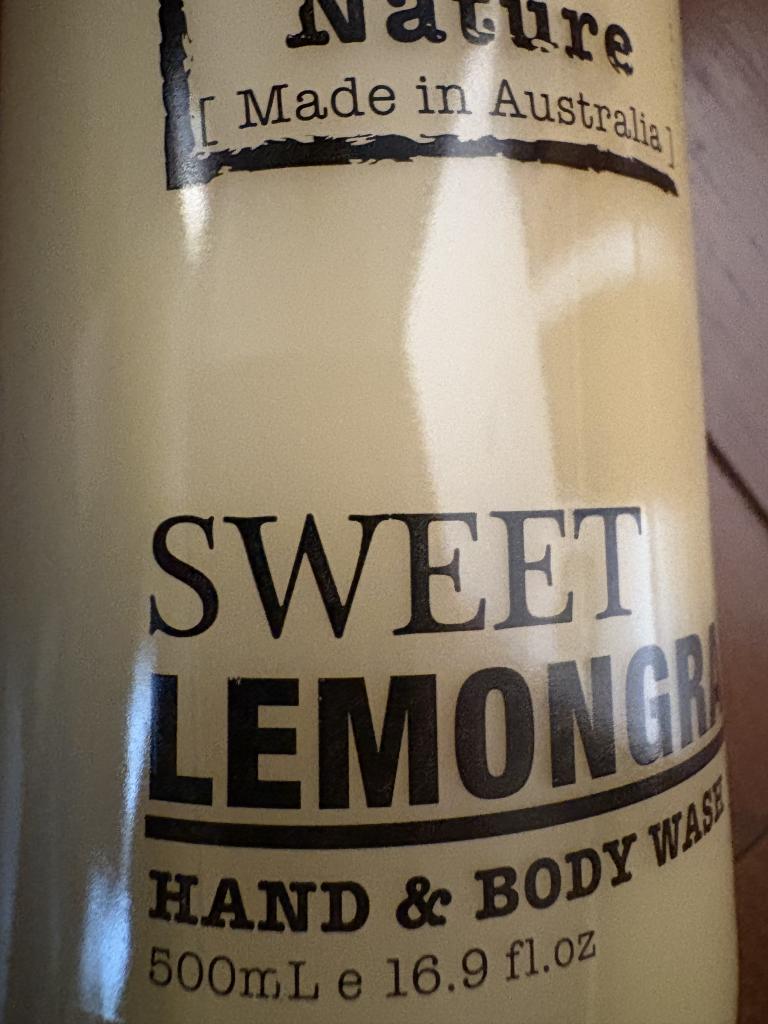 Nature
[ Made in Australia ]
SWEET
LEMONGRA
HAND & BODY WASH
500mL e 16.9 fl.oz